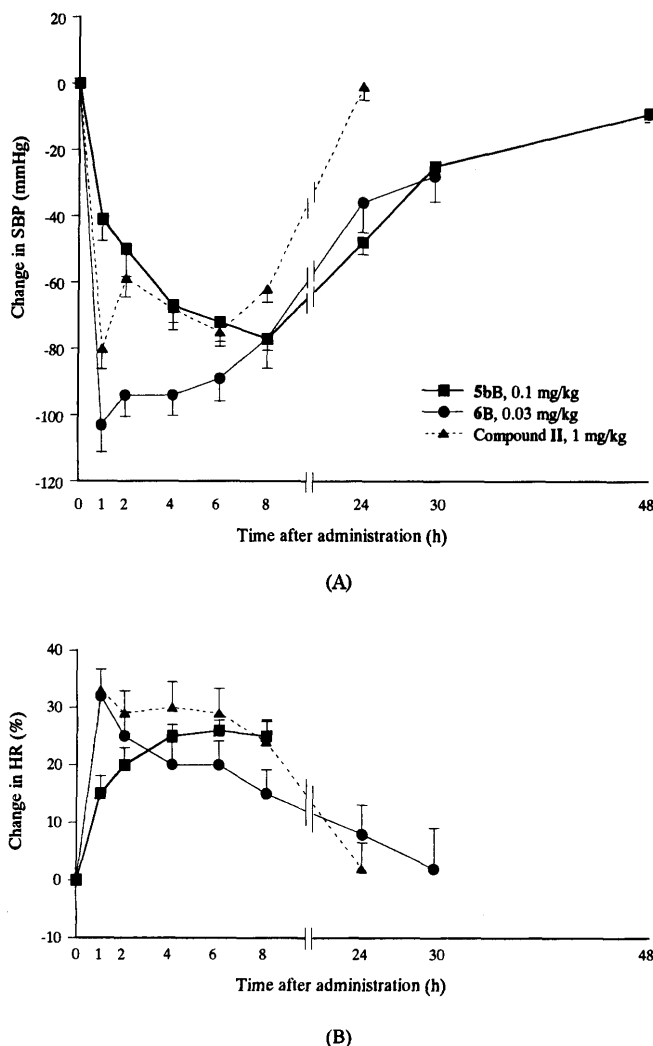 20
0
-20
-40
-60
-80
-100
-120
Change in SBP (mmHg)
5bB, 0.1 mg/kg
6B, 0.03 mg/kg
Compound II, 1 mg/kg
0 1 2 4 6 8 24 30 48
Time after administration (h)
(A)
40
30
20
10
0
-10
Change in HR (%)
0 1 2 4 6 8 24 30 48
Time after administration (h)
(B)